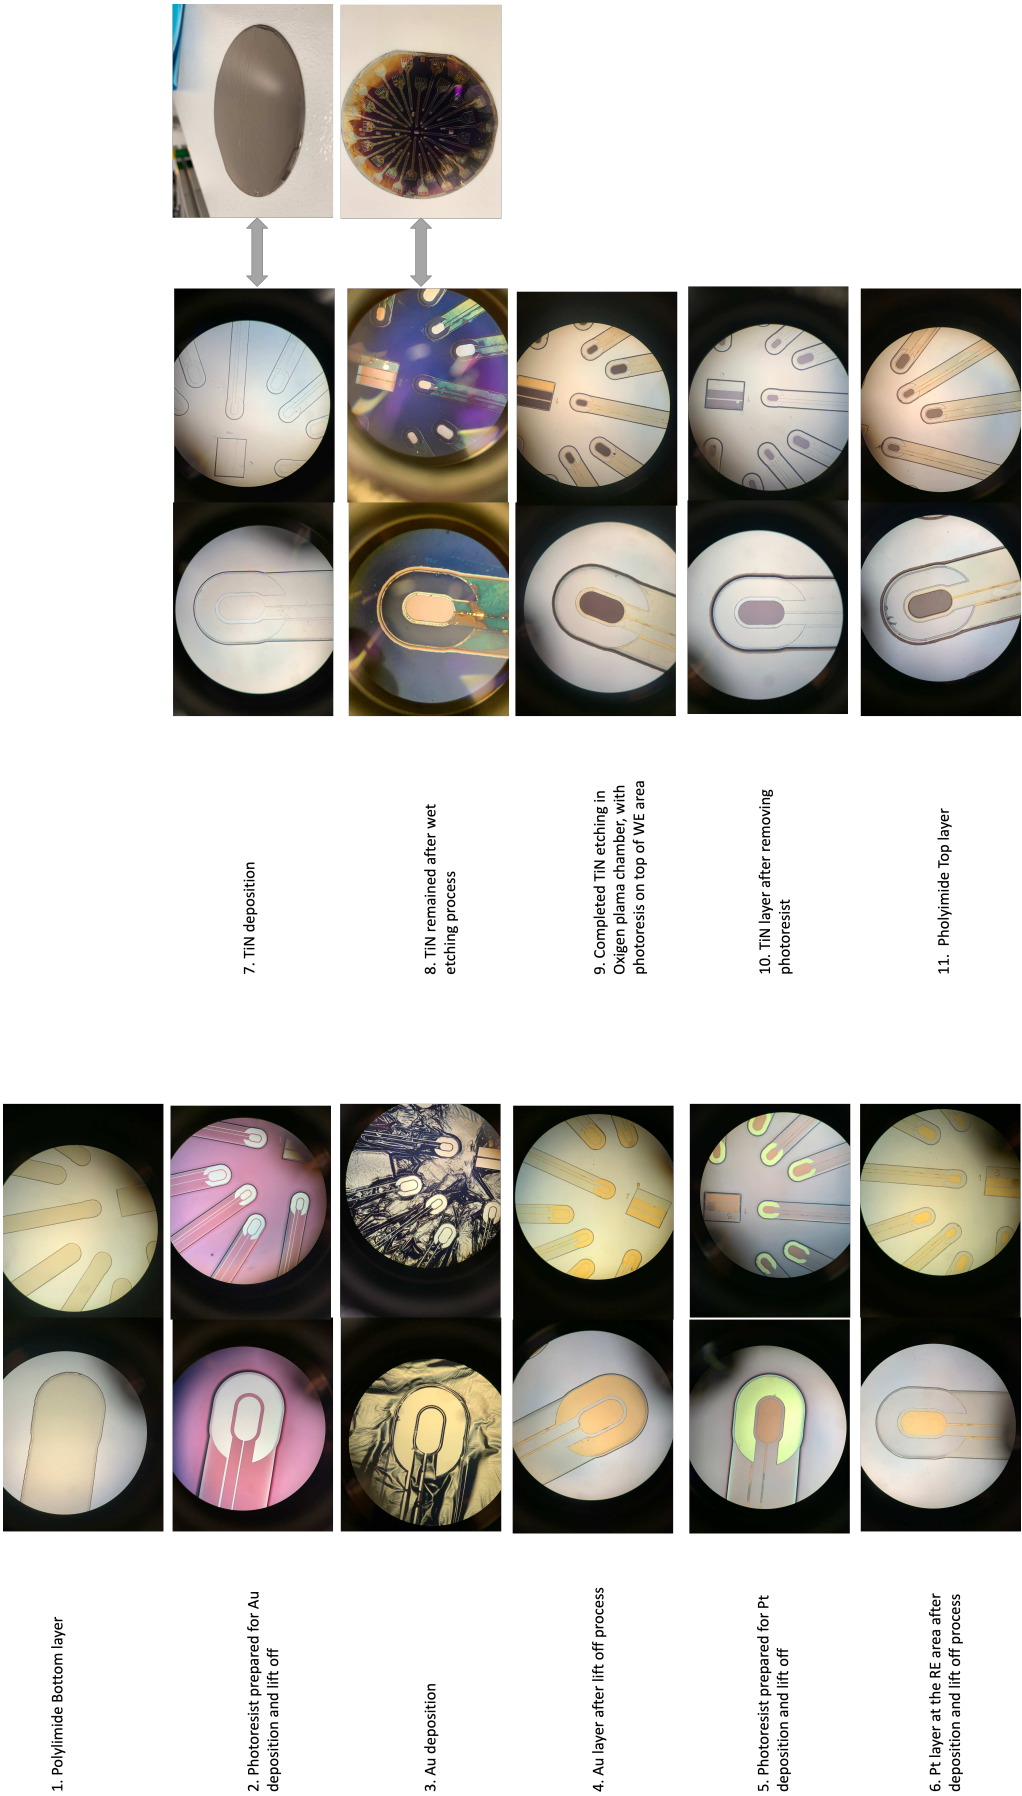 1. Polylimide Bottom layer
2. Photoresist prepared for Au
deposition and lift off
3. Au deposition
4. Au layer after lift off process
5. Photoresist prepared for Pt
deposition and lift off
6. Pt layer at the RE area after
deposition and lift off process
7. TiN deposition
8. TiN remained after wet
etching process
9. Completed TiN etching in
Oxigen plama chamber, with
photoresis on top of WE area
10. TiN layer after removing
photoresist
11. Pholyimide Top layer